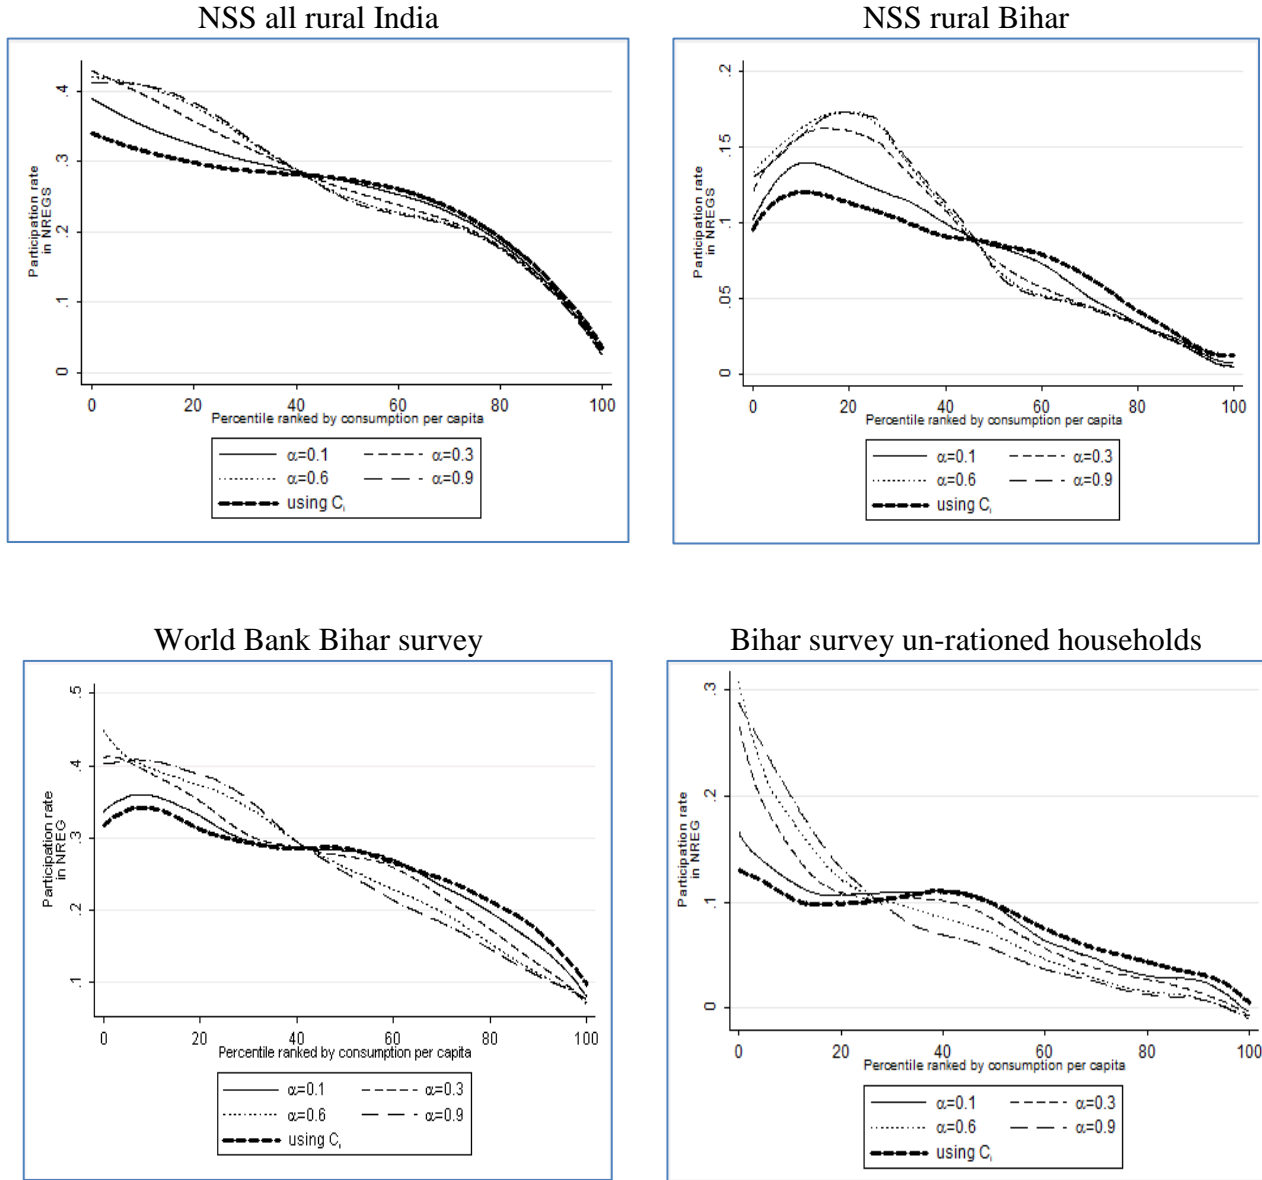 NSS all rural India
NSS rural Bihar
.4
.3
.2
.1
0
Participation rate
in NREGS
0 20 40 60 80 100
Percentile ranked by consumption per capita
α=0.1 α=0.3
α=0.6 α=0.9
using Cᵢ
.2
.15
.1
.05
0
Participation rate
in NREGS
0 20 40 60 80 100
Percentile ranked by consumption per capita
α=0.1 α=0.3
α=0.6 α=0.9
using Cᵢ
World Bank Bihar survey
Bihar survey un-rationed households
.5
.4
.3
.2
.1
Participation rate
in NREG
0 20 40 60 80 100
Percentile ranked by consumption per capita
α=0.1 α=0.3
α=0.6 α=0.9
using Cᵢ
.3
.2
.1
0
Participation rate
in NREG
0 20 40 60 80 100
Percentile ranked by consumption per capita
α=0.1 α=0.3
α=0.6 α=0.9
using Cᵢ